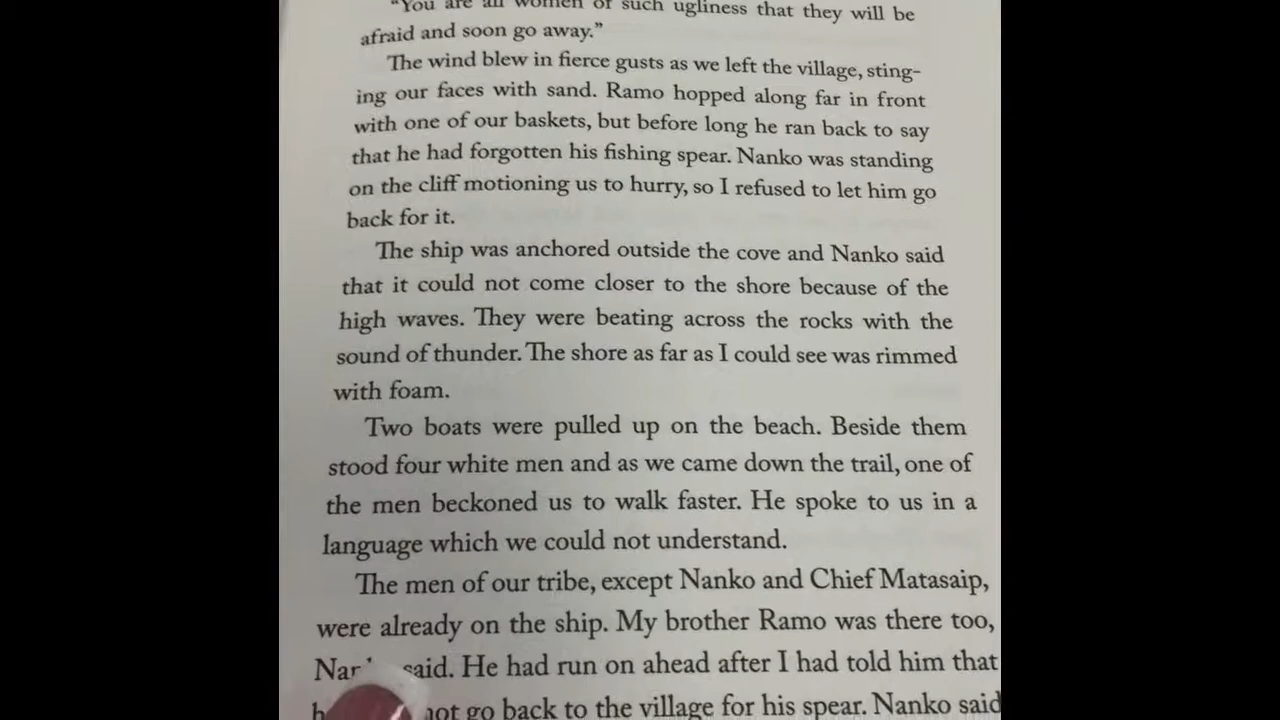 "You are all women of such ugliness that they will be
afraid and soon go away."
The wind blew in fierce gusts as we left the village, sting-
ing our faces with sand. Ramo hopped along far in front
with one of our baskets, but before long he ran back to say
that he had forgotten his fishing spear. Nanko was standing
on the cliff motioning us to hurry, so I refused to let him go
back for it.
The ship was anchored outside the cove and Nanko said
that it could not come closer to the shore because of the
high waves. They were beating across the rocks with the
sound of thunder. The shore as far as I could see was rimmed
with foam.
Two boats were pulled up on the beach. Beside them
stood four white men and as we came down the trail, one of
the men beckoned us to walk faster. He spoke to us in a
language which we could not understand.
The men of our tribe, except Nanko and Chief Matasaip,
were already on the ship. My brother Ramo was there too,
said. He had run on ahead after I had told him that
not go back to the village for his spear. Nanko said